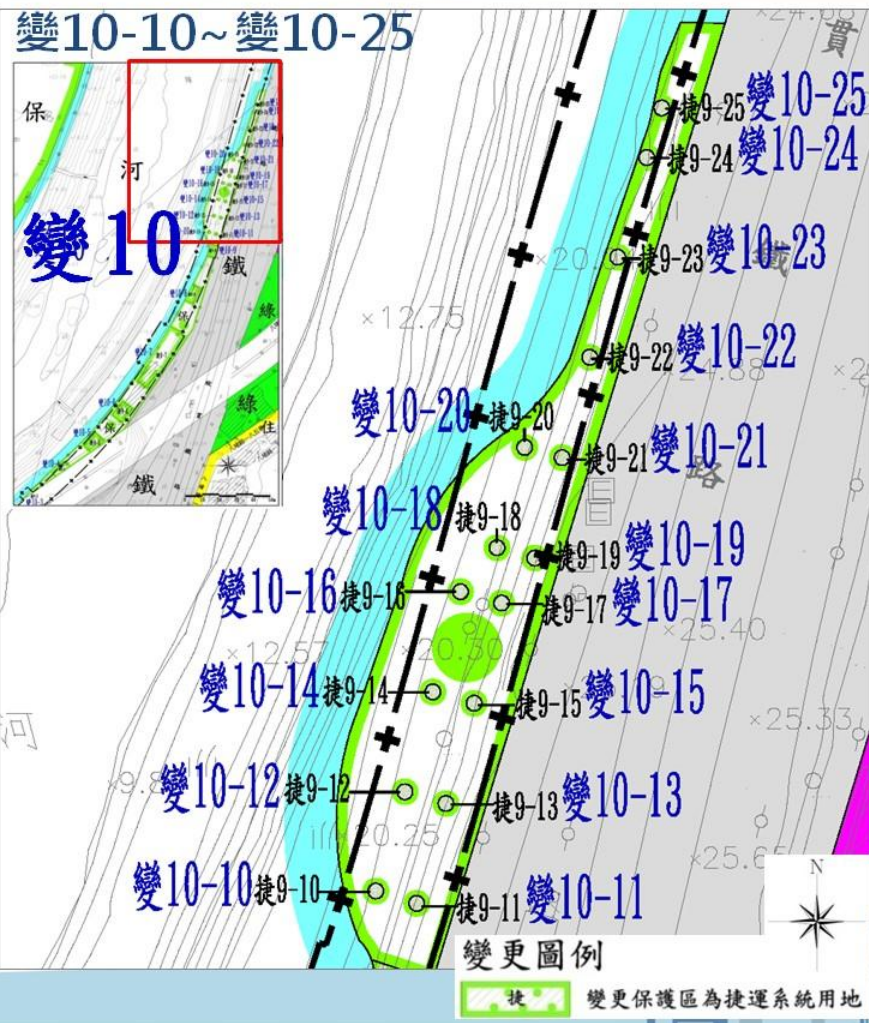 變10-10~變10-25
保
河
變10
鐵
綠
保
綠
住
保
鐵
貫
捷9-25 變10-25
捷9-24 變10-24
捷9-23 變10-23
鐵
×12.75
捷9-22 變10-22
變10-20 捷9-20
捷9-21 變10-21
路
變10-18 捷9-18
捷9-19 變10-19
變10-16 捷9-16
捷9-17 變10-17
×25.40
×12.57
變10-14 捷9-14
捷9-15 變10-15
×25.33
河
變10-12 捷9-12
捷9-13 變10-13
×20.25
變10-10 捷9-10
捷9-11 變10-11
N
變更圖例
捷 變更保護區為捷運系統用地